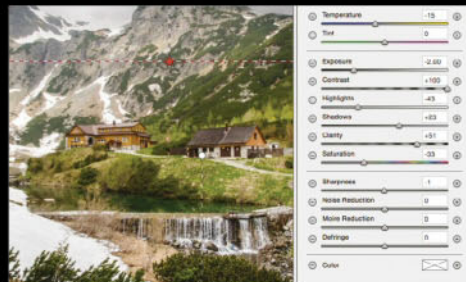 Temperature -15
Tint 0
Exposure -2.00
Contrast +100
Highlights -43
Shadows +23
Clarity +51
Saturation -33
Sharpness -1
Noise Reduction 0
Moire Reduction 0
Defringe 0
Color